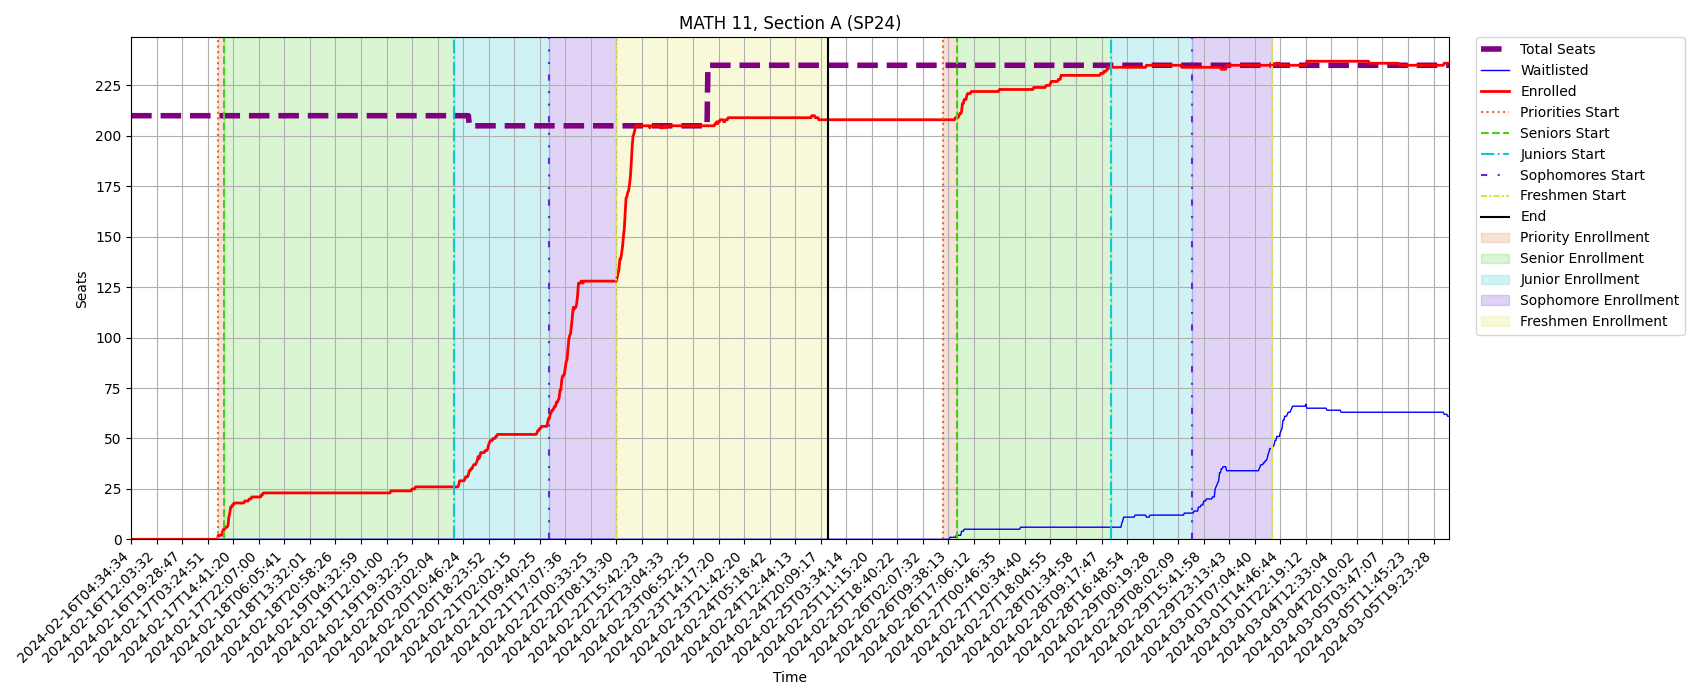 MATH 11, Section A (SP24)
Seats
225
200
175
150
125
100
75
50
25
0
2024-02-16T04:34:34
2024-02-16T12:03:32
2024-02-16T19:28:47
2024-02-17T03:24:51
2024-02-17T14:41:20
2024-02-17T22:07:00
2024-02-18T06:05:41
2024-02-18T13:32:01
2024-02-18T20:58:26
2024-02-19T04:32:59
2024-02-19T12:01:00
2024-02-19T19:32:25
2024-02-20T03:02:04
2024-02-20T10:46:24
2024-02-20T18:23:52
2024-02-21T02:02:15
2024-02-21T09:40:25
2024-02-21T17:07:36
2024-02-22T00:33:25
2024-02-22T08:13:30
2024-02-22T15:42:23
2024-02-22T23:04:33
2024-02-23T06:52:25
2024-02-23T14:17:20
2024-02-23T21:42:20
2024-02-24T05:18:42
2024-02-24T12:44:13
2024-02-24T20:09:17
2024-02-25T03:34:14
2024-02-25T11:15:20
2024-02-25T18:40:22
2024-02-26T02:07:32
2024-02-26T09:38:13
2024-02-26T17:06:12
2024-02-27T00:46:35
2024-02-27T10:34:40
2024-02-27T18:04:55
2024-02-28T01:34:58
2024-02-28T09:17:47
2024-02-28T16:48:54
2024-02-29T00:19:28
2024-02-29T08:02:09
2024-02-29T15:41:58
2024-02-29T23:13:43
2024-03-01T07:04:40
2024-03-01T14:46:44
2024-03-01T22:19:12
2024-03-04T12:33:04
2024-03-04T20:10:02
2024-03-05T03:47:07
2024-03-05T11:45:23
2024-03-05T19:23:28
Time
Total Seats
Waitlisted
Enrolled
Priorities Start
Seniors Start
Juniors Start
Sophomores Start
Freshmen Start
End
Priority Enrollment
Senior Enrollment
Junior Enrollment
Sophomore Enrollment
Freshmen Enrollment